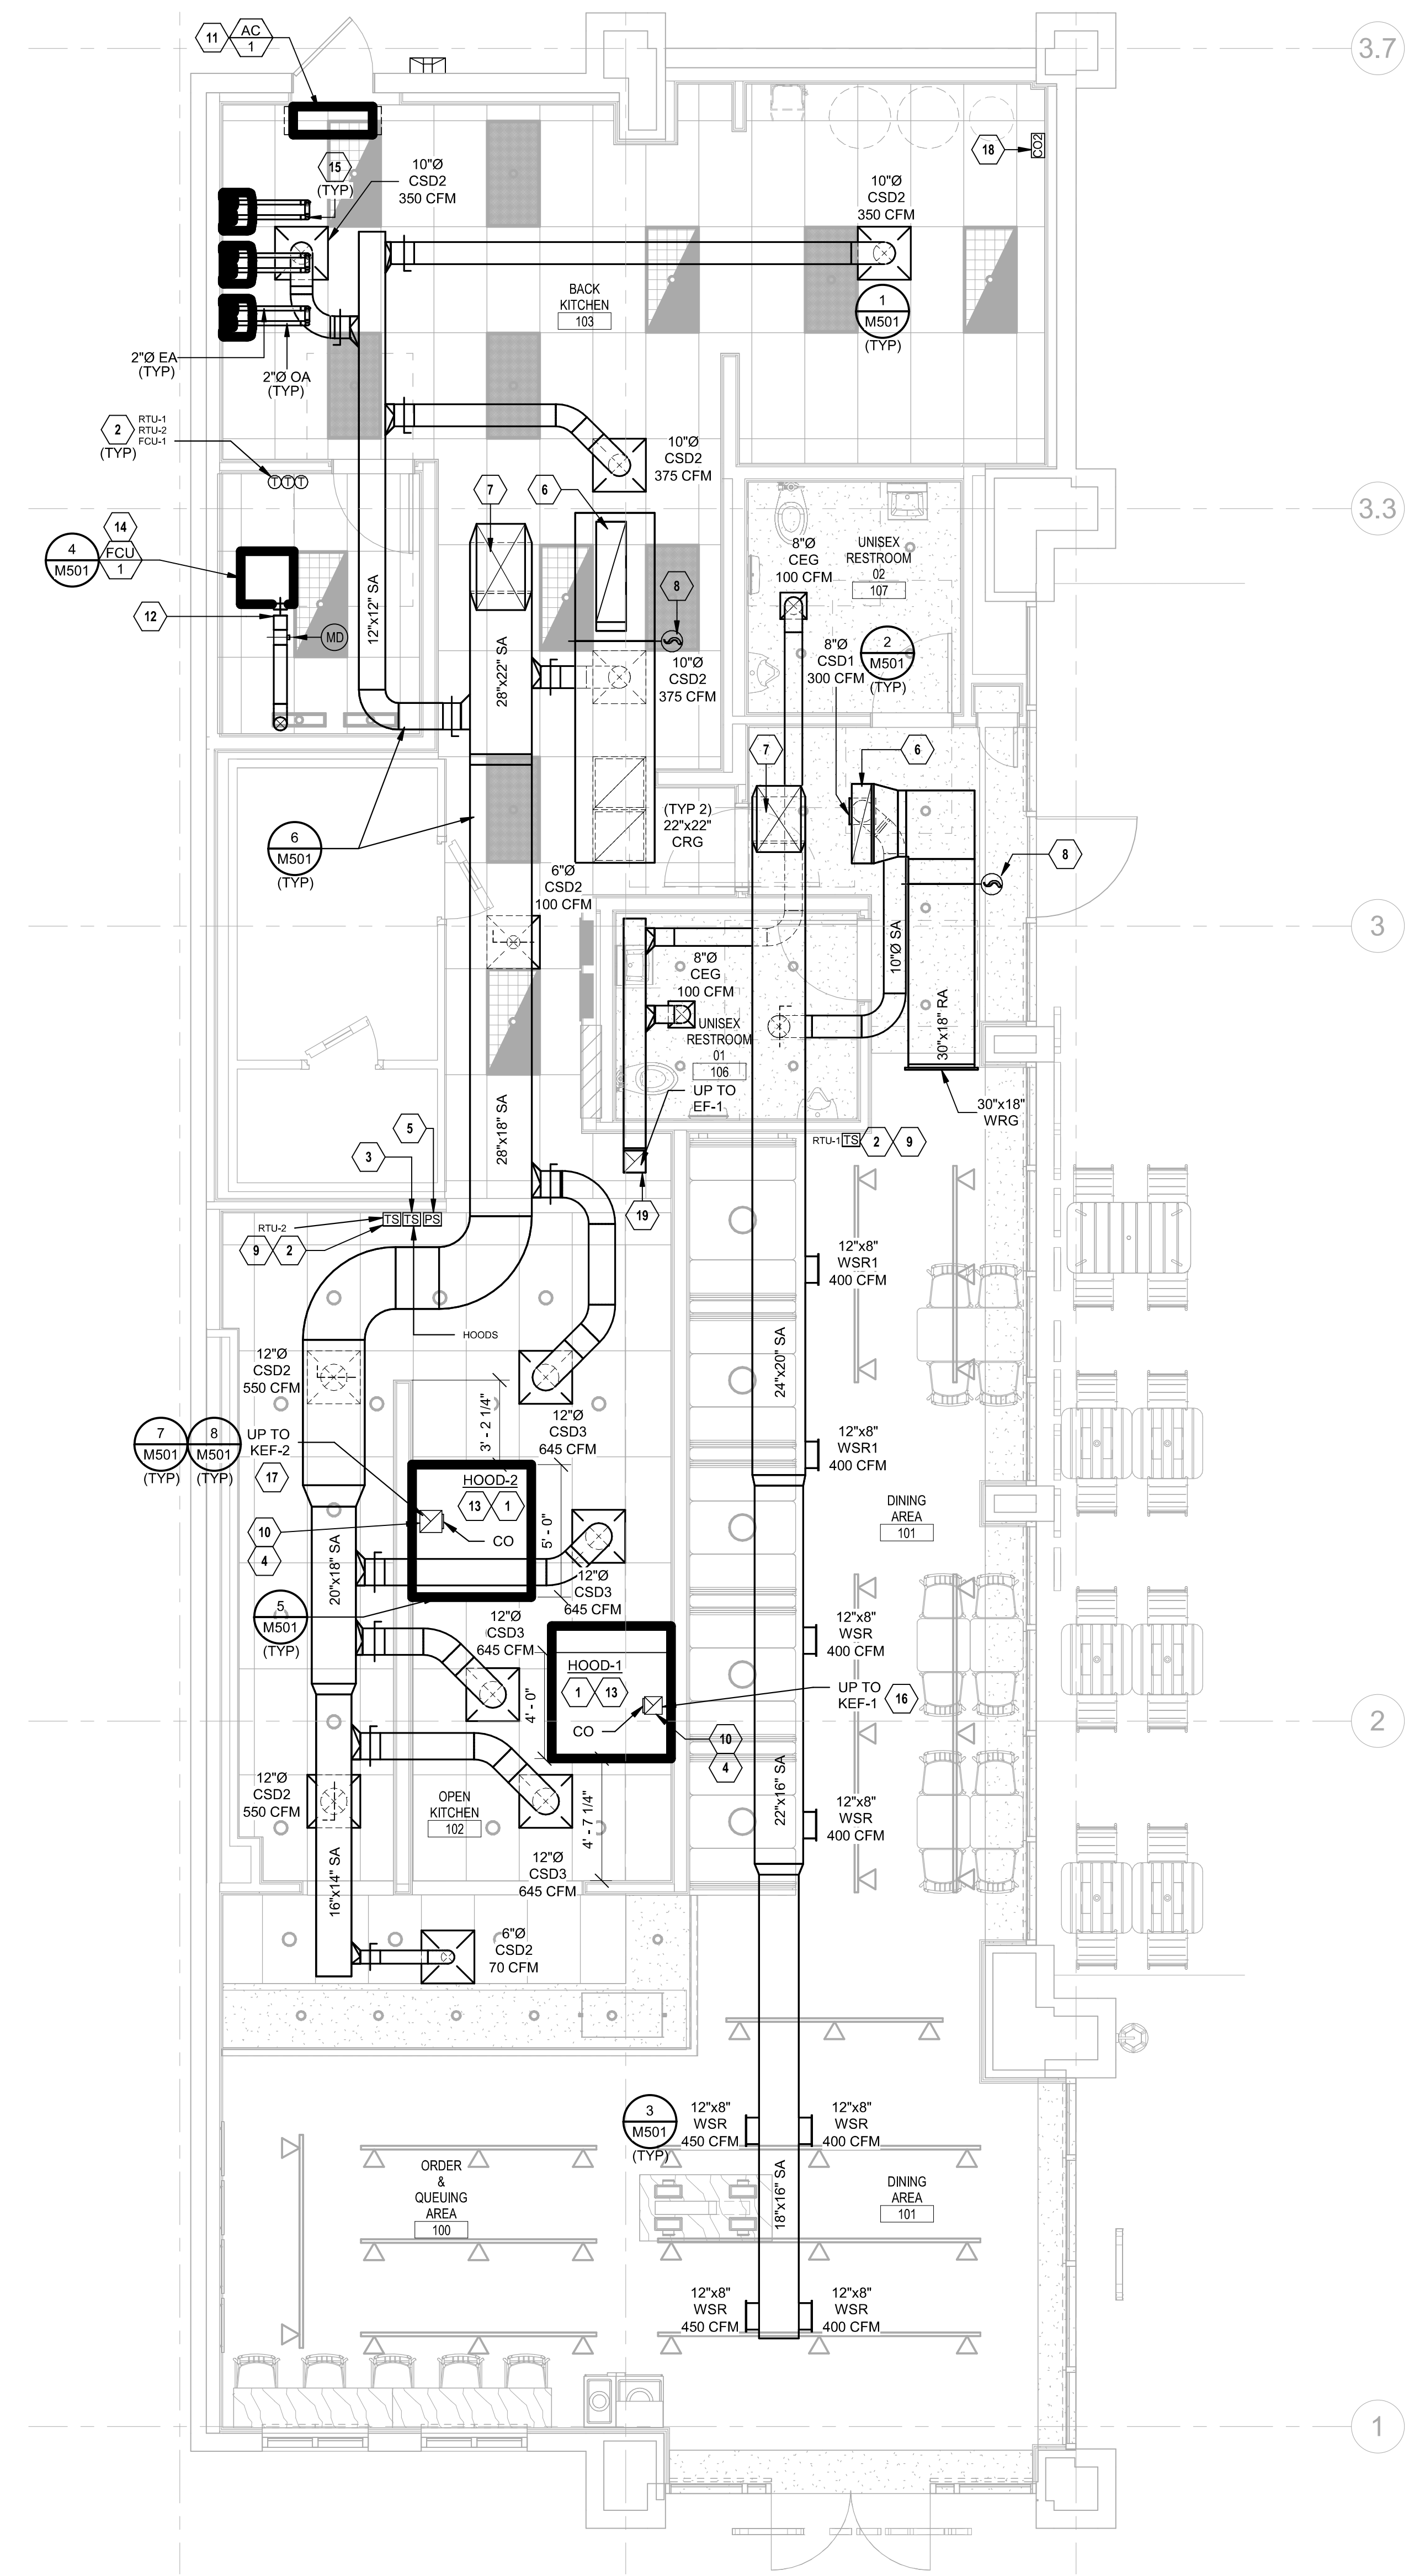 3.7
11
AC
1
18
CO2
15
(TYP)
10"Ø
CSD2
350 CFM
10"Ø
CSD2
350 CFM
BACK
KITCHEN
103
1
M501
(TYP)
2"Ø EA
(TYP)
2"Ø OA
(TYP)
2
(TYP)
RTU-1
RTU-2
FCU-1
T T T
10"Ø
CSD2
375 CFM
7
6
3.3
14
4
M501
FCU
1
8"Ø
CEG
100 CFM
UNISEX
RESTROOM
02
107
8
12
MD
12"x12" SA
28"x22" SA
10"Ø
CSD2
375 CFM
8"Ø
CSD1
300 CFM
2
M501
(TYP)
7
6
(TYP 2)
22"x22"
CRG
6
M501
(TYP)
8
6"Ø
CSD2
100 CFM
3
10"Ø SA
8"Ø
CEG
100 CFM
30"x18" RA
UNISEX
RESTROOM
01
106
UP TO
EF-1
30"x18"
WRG
28"x18" SA
5
3
RTU-1
TS
2
9
19
RTU-2
TS
TS
PS
9
2
HOODS
12"x8"
WSR1
400 CFM
24"x20" SA
12"Ø
CSD2
550 CFM
3' - 2 1/4"
12"Ø
CSD3
645 CFM
12"x8"
WSR1
400 CFM
7
M501
(TYP)
8
M501
(TYP)
UP TO
KEF-2
17
HOOD-2
13
1
CO
5' - 0"
DINING
AREA
101
10
4
20"x18" SA
12"Ø
CSD3
645 CFM
5
M501
(TYP)
12"Ø
CSD3
645 CFM
12"x8"
WSR
400 CFM
HOOD-1
1
13
4' - 0"
CO
UP TO
KEF-1
16
2
10
4
12"Ø
CSD2
550 CFM
OPEN
KITCHEN
102
4' - 7 1/4"
22"x16" SA
12"x8"
WSR
400 CFM
12"Ø
CSD3
645 CFM
16"x14" SA
6"Ø
CSD2
70 CFM
3
M501
(TYP)
12"x8"
WSR
450 CFM
12"x8"
WSR
400 CFM
ORDER
&
QUEUING
AREA
100
18"x16" SA
DINING
AREA
101
12"x8"
WSR
450 CFM
12"x8"
WSR
400 CFM
1